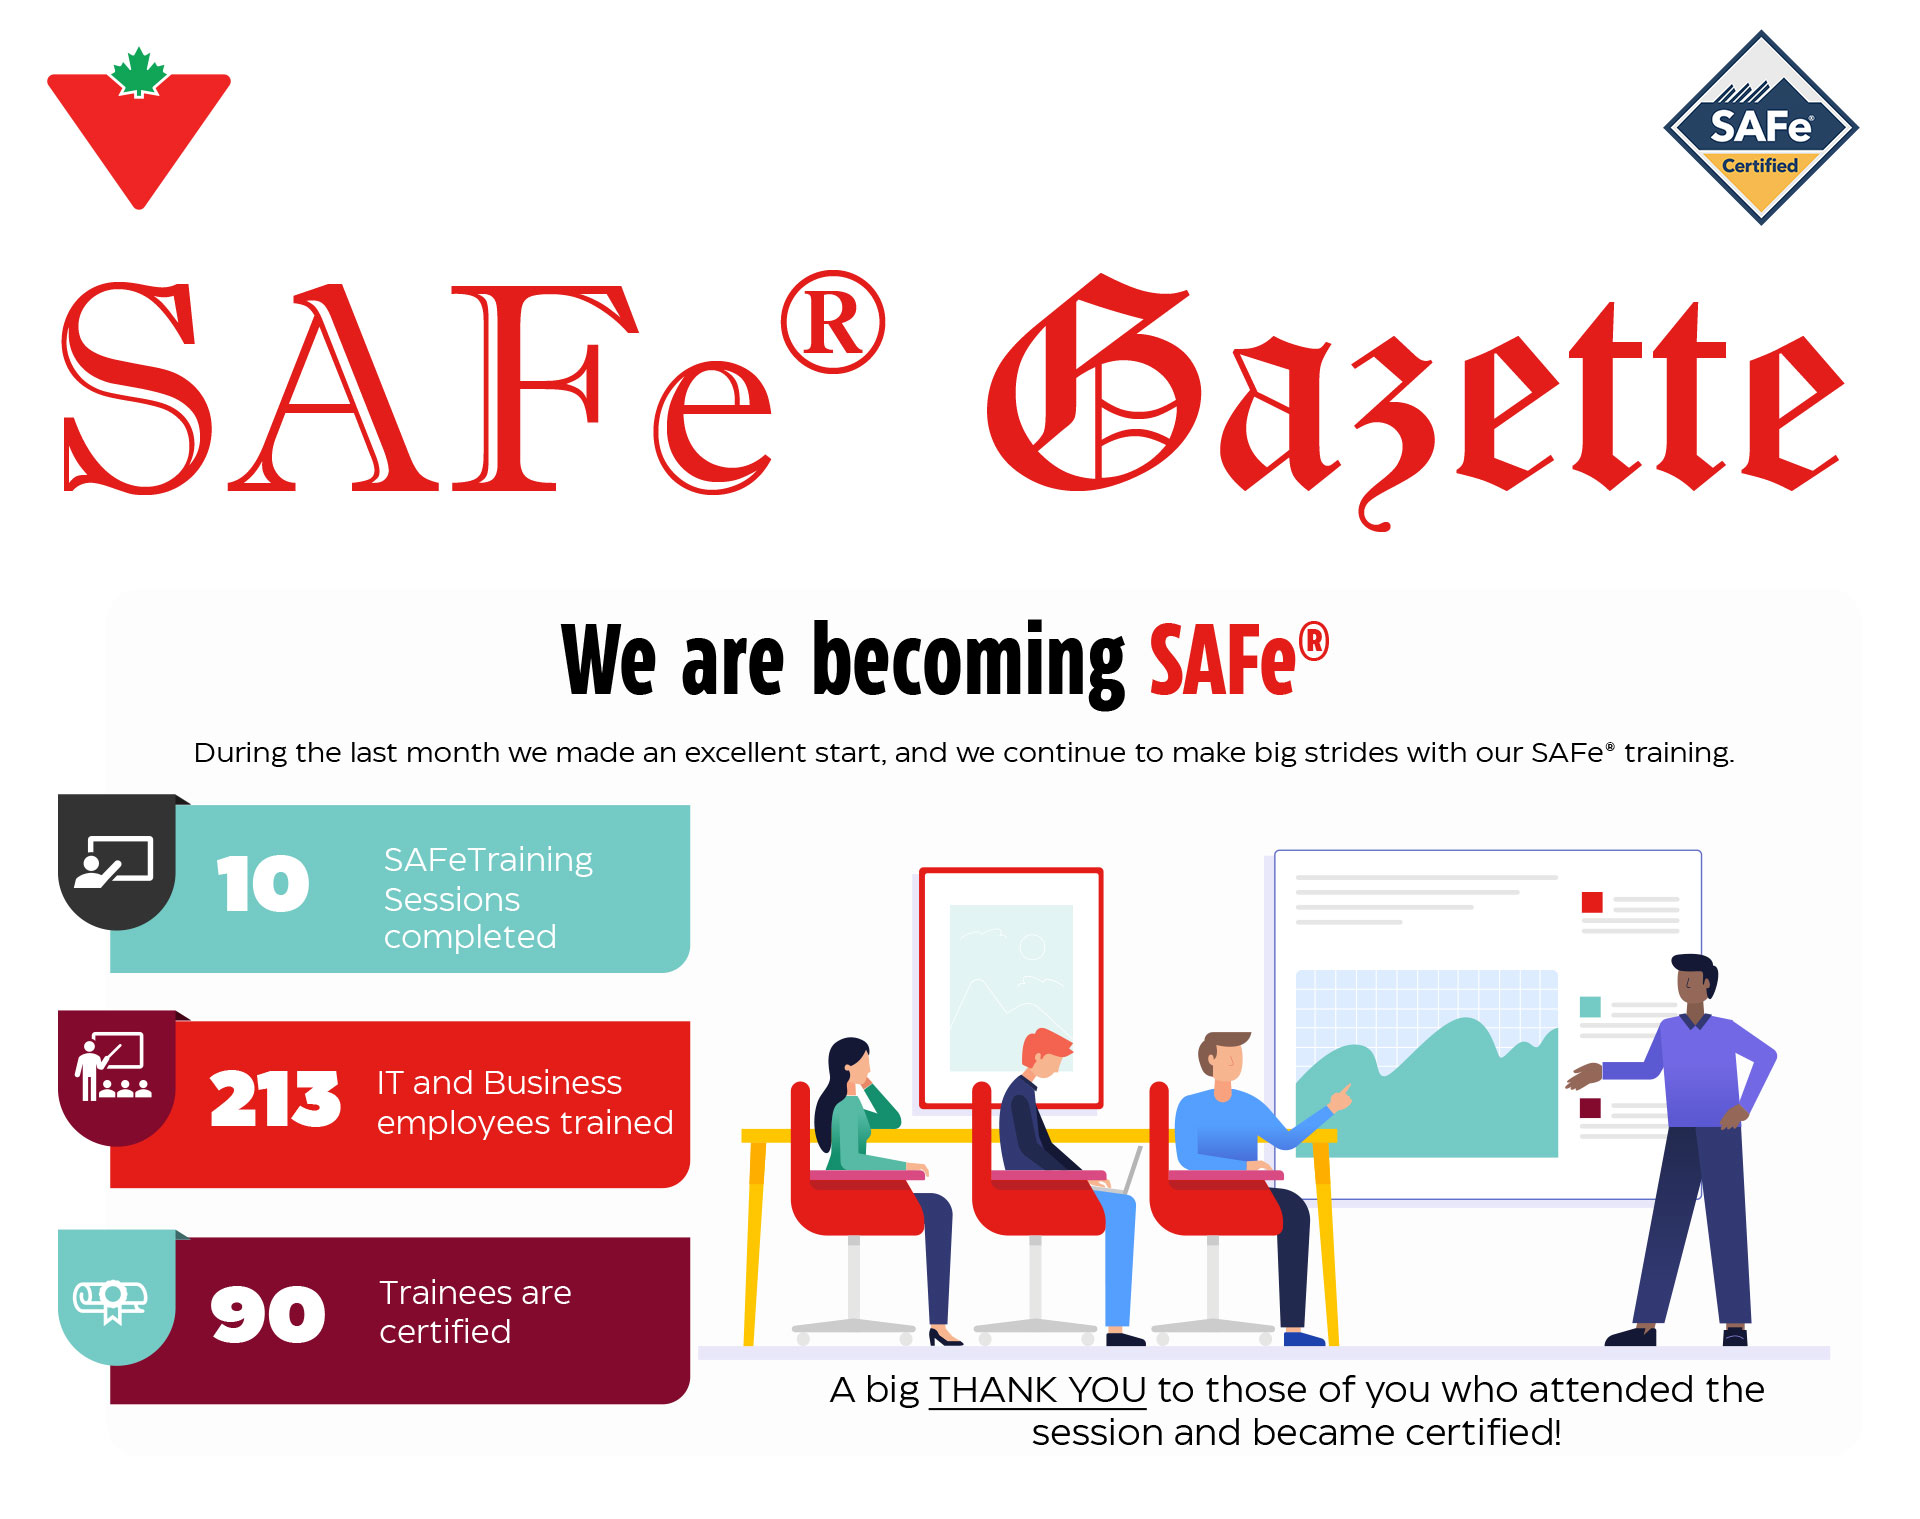 SAFe®
Certified
SAFe® Gazette
We are becoming SAFe®
During the last month we made an excellent start, and we continue to make big strides with our SAFe® training.
10
SAFeTraining
Sessions
completed
213
IT and Business
employees trained
90
Trainees are
certified
A big THANK YOU to those of you who attended the
session and became certified!